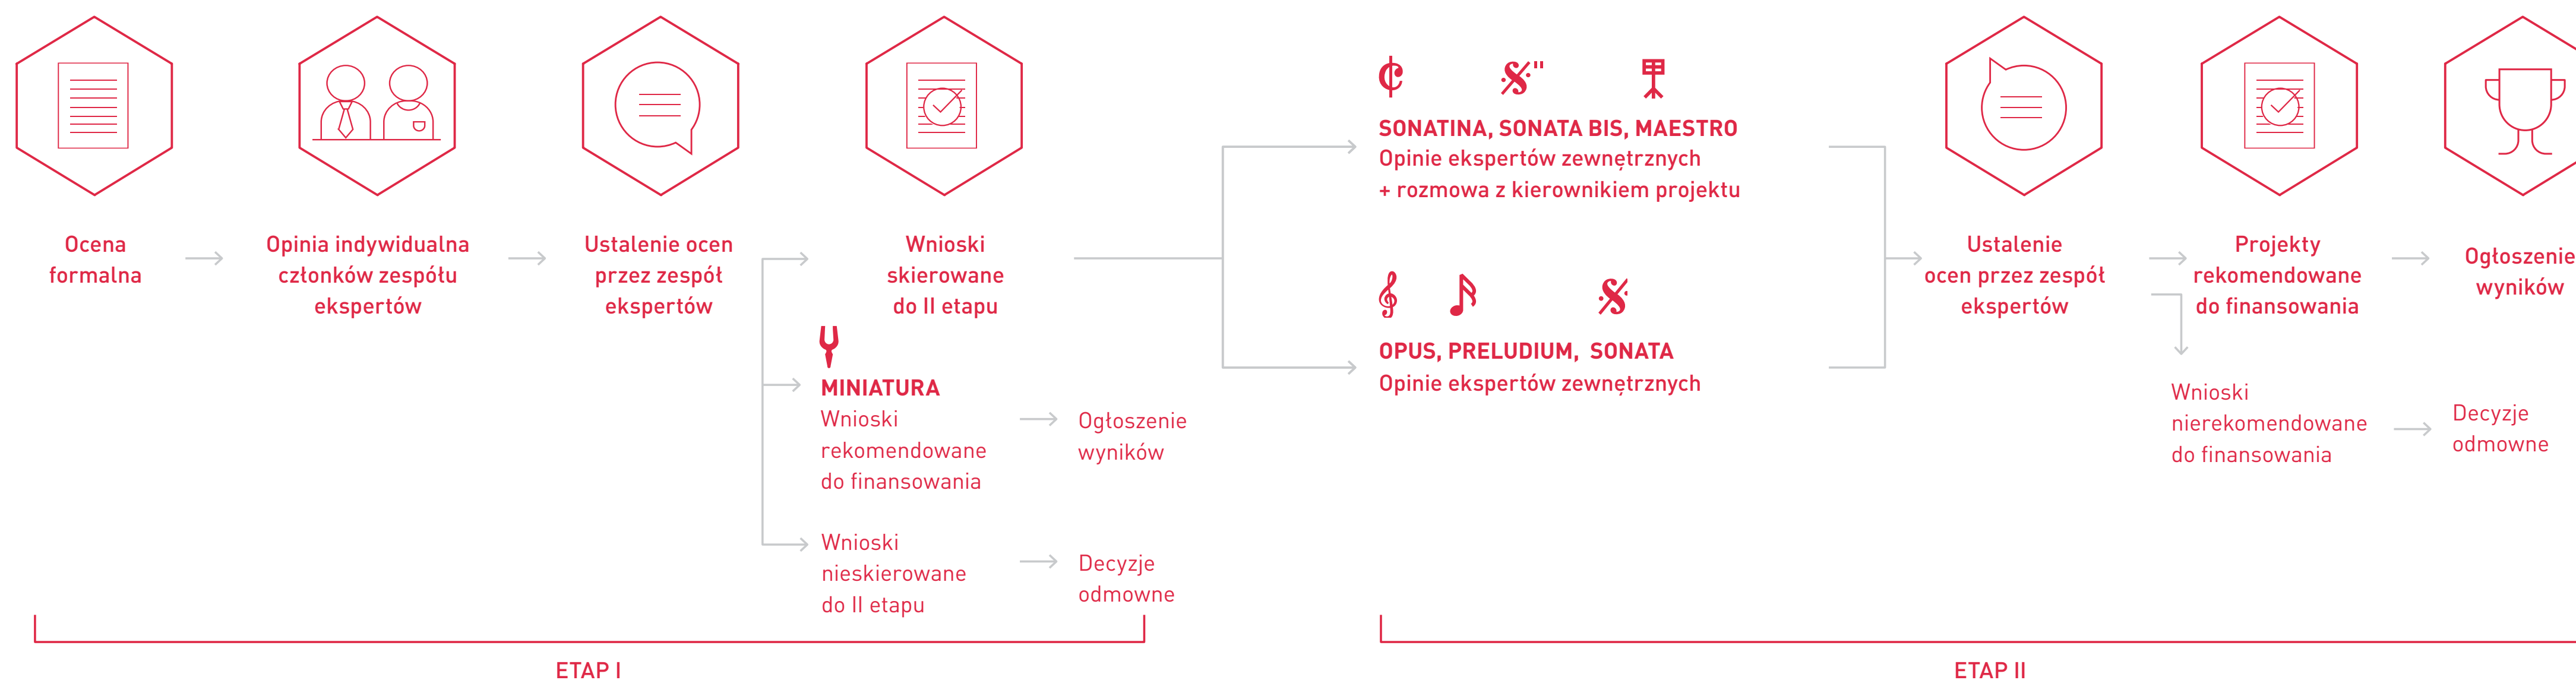 Ocena
formalna
Opinia indywidualna
członków zespółu
ekspertów
Ustalenie ocen
przez zespół
ekspertów
Wnioski
skierowane
do II etapu
MINIATURA
Wnioski
rekomendowane
do finansowania
Ogłoszenie
wyników
Wnioski
nieskierowane
do II etapu
Decyzje
odmowne
ETAP I
SONATINA, SONATA BIS, MAESTRO
Opinie ekspertów zewnętrznych
+ rozmowa z kierownikiem projektu
OPUS, PRELUDIUM, SONATA
Opinie ekspertów zewnętrznych
Ustalenie
ocen przez zespół
ekspertów
Projekty
rekomendowane
do finansowania
Ogłoszenie
wyników
Wnioski
nierekomendowane
do finansowania
Decyzje
odmowne
ETAP II